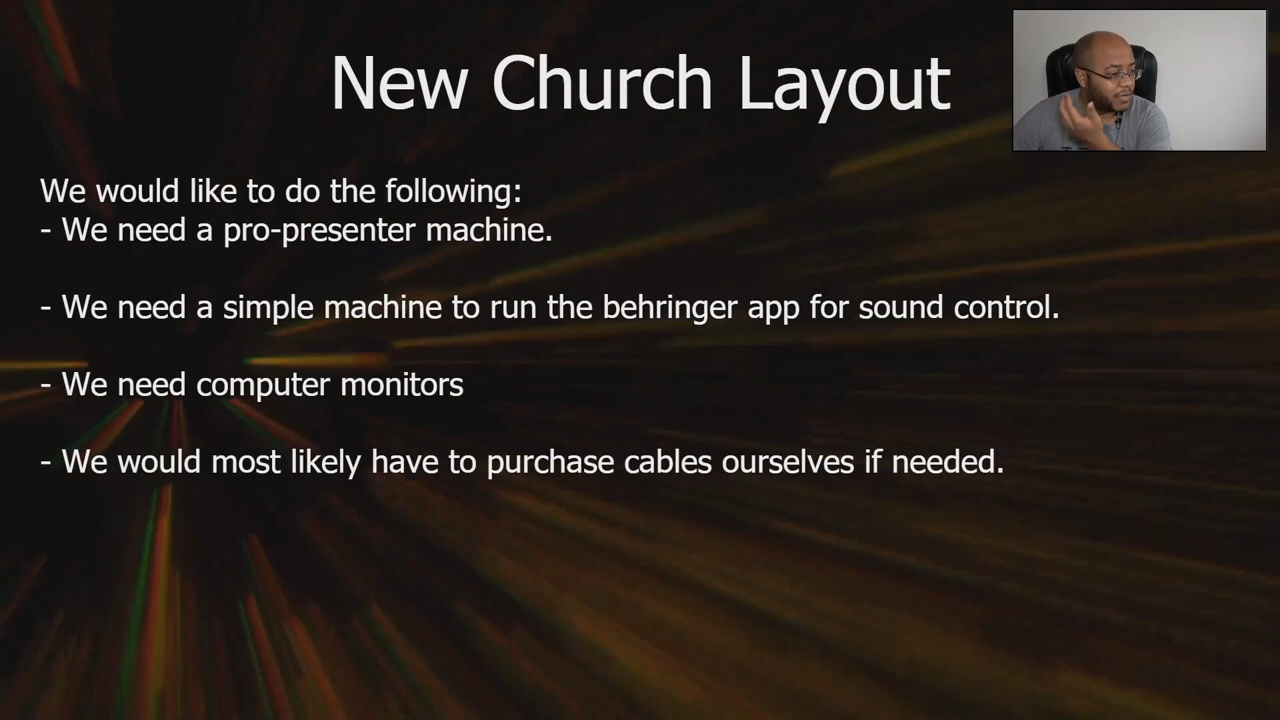 New Church Layout
We would like to do the following:
- We need a pro-presenter machine.
- We need a simple machine to run the behringer app for sound control.
- We need computer monitors
- We would most likely have to purchase cables ourselves if needed.